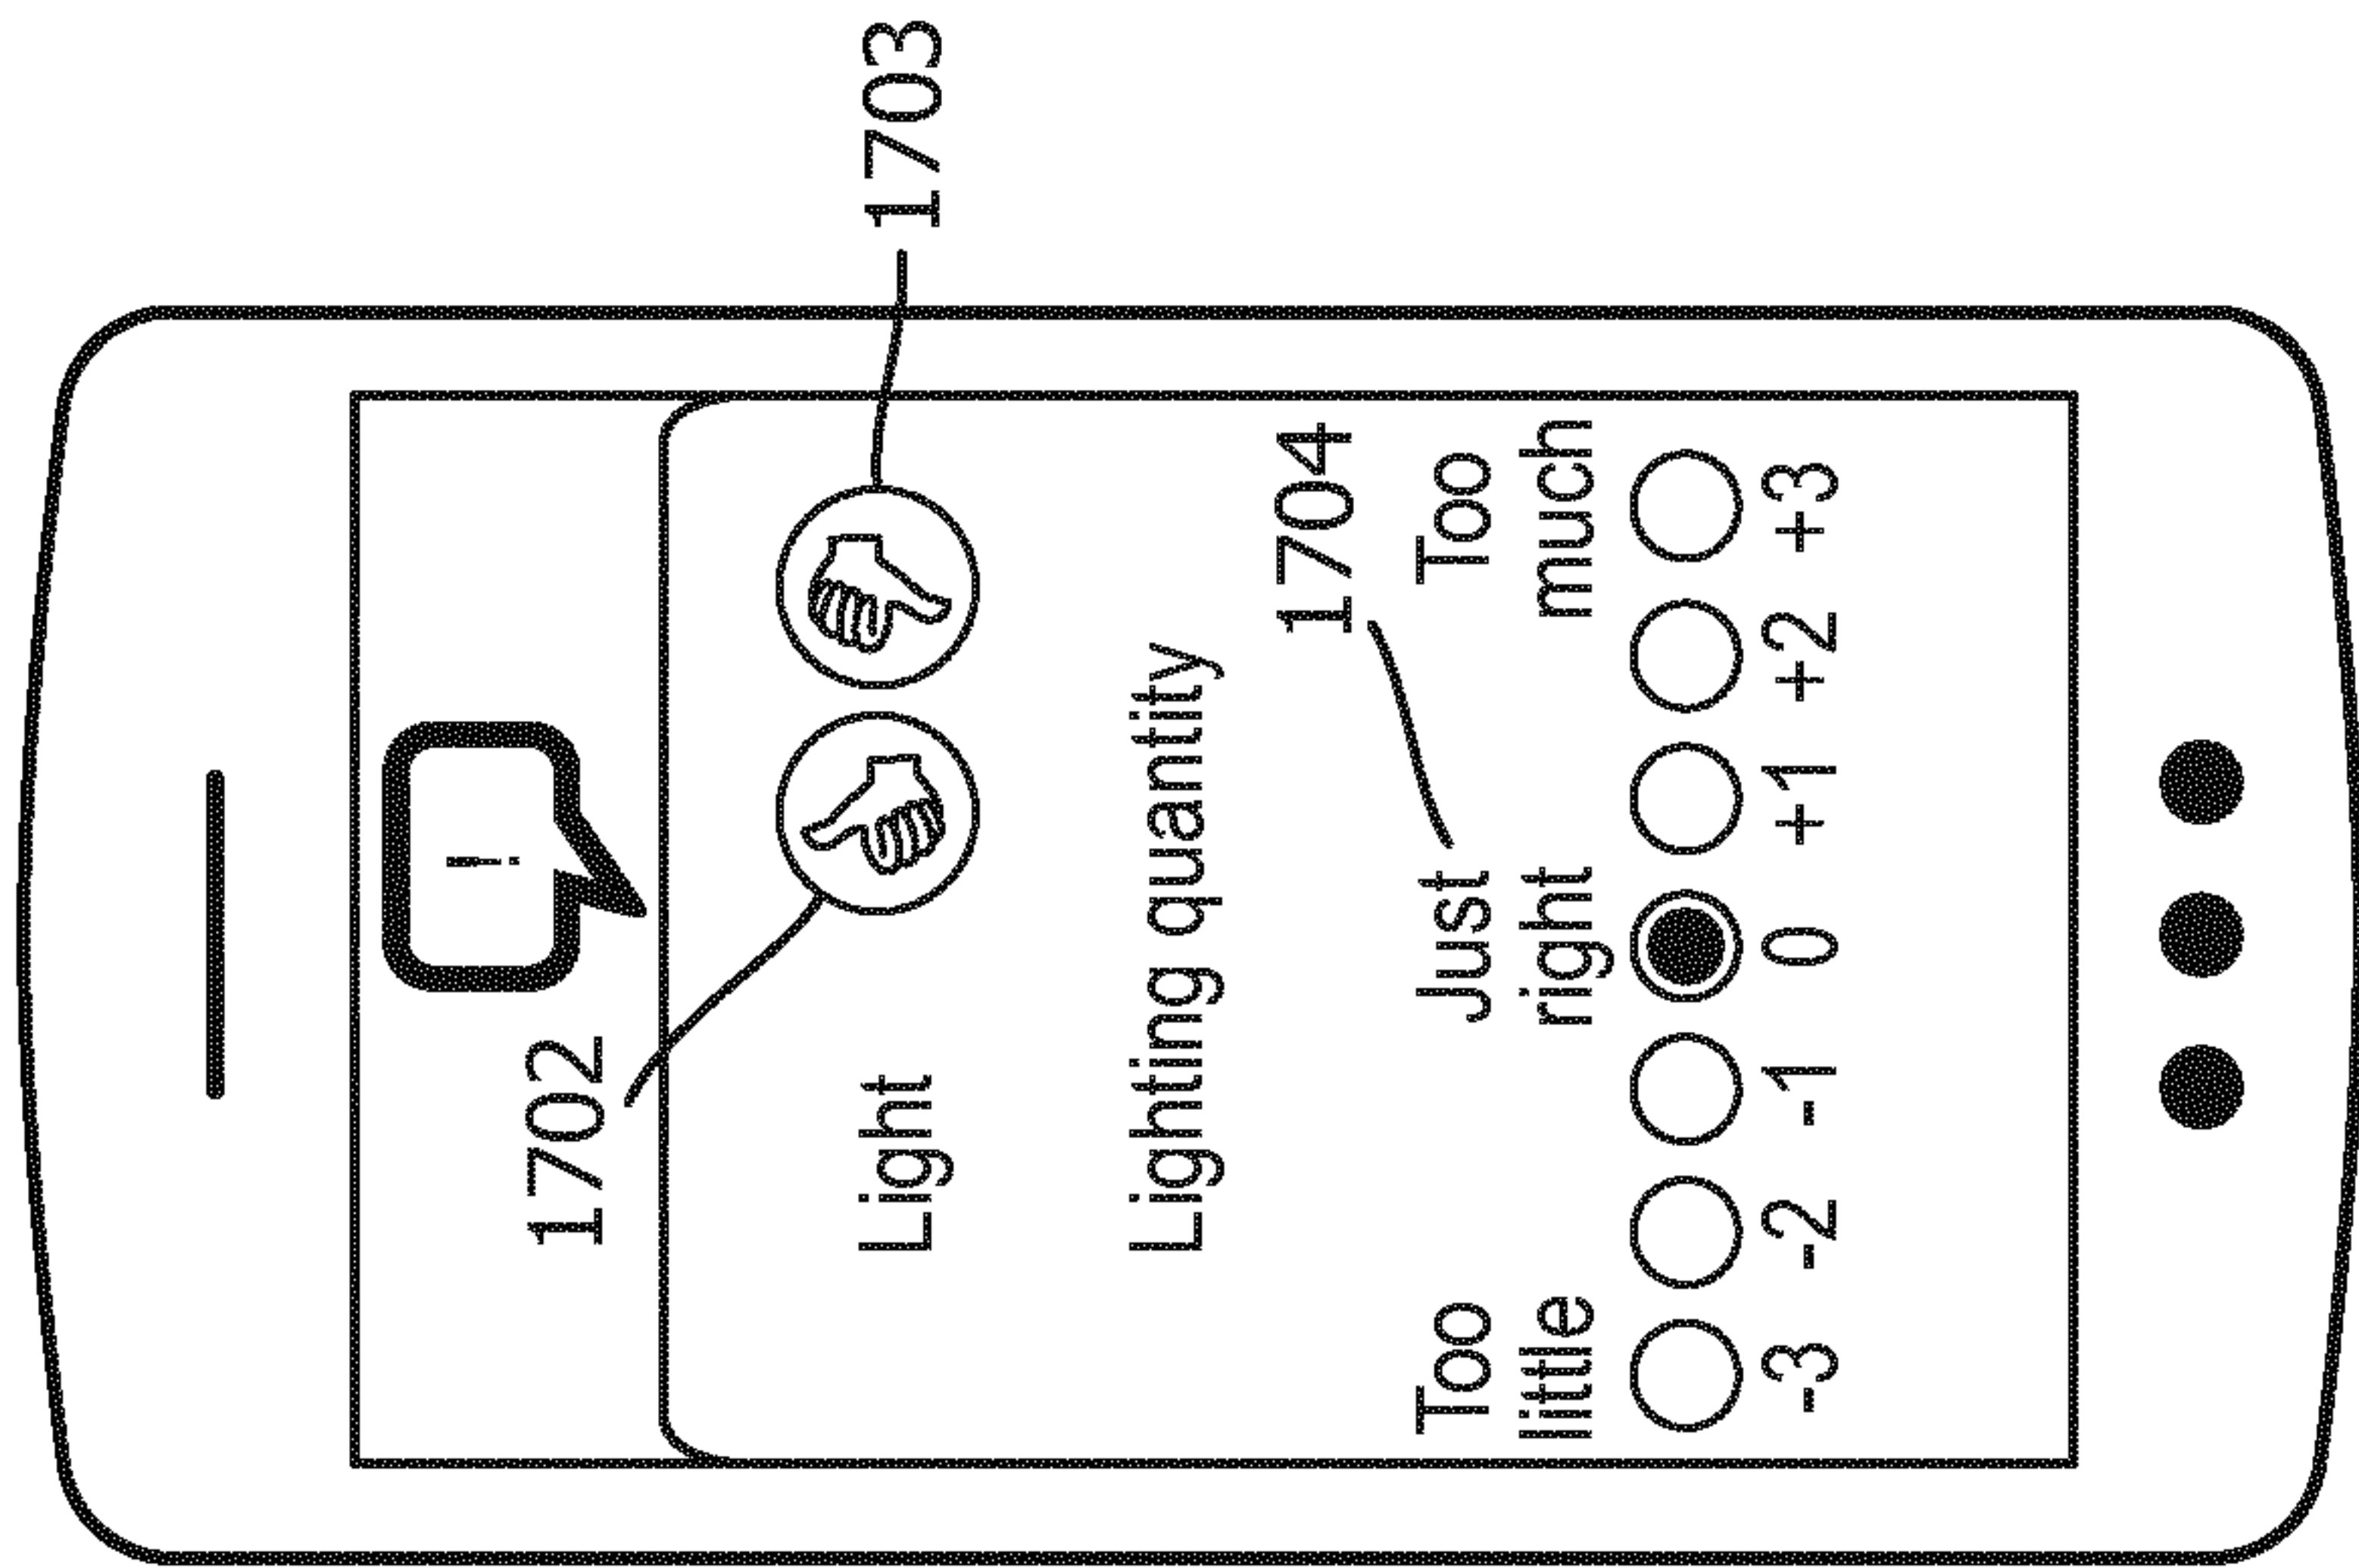 !
1702
1703
Light
Lighting quantity
1704
Too little
Just right
Too much
-3 -2 -1 0 +1 +2 +3